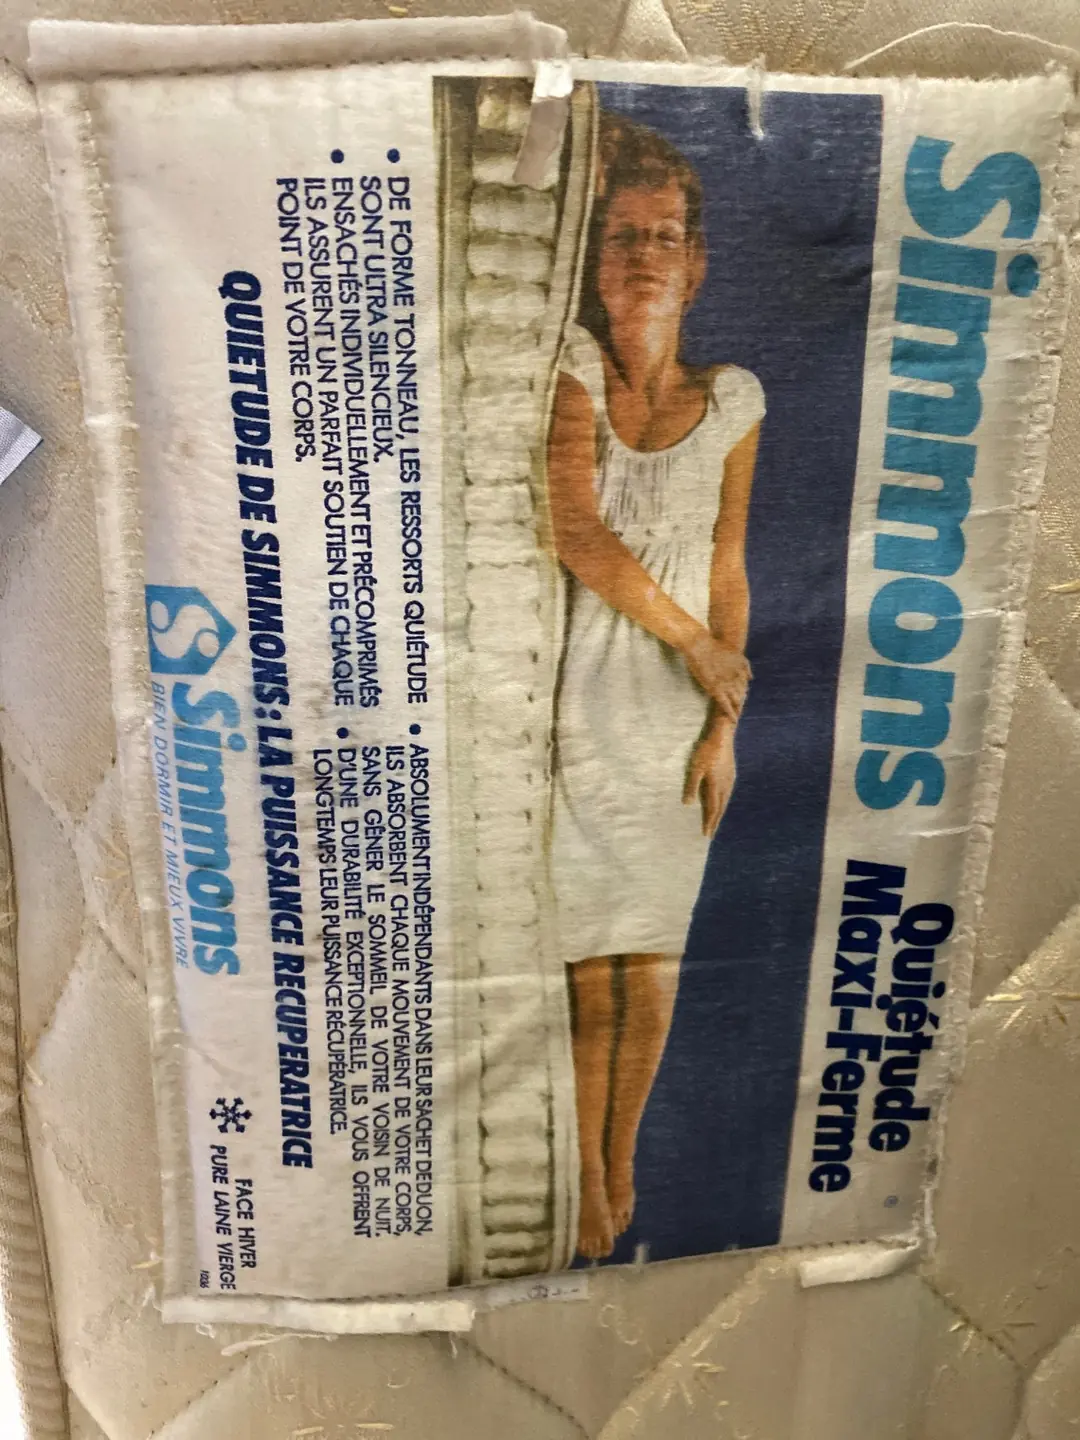 Simmons
Quiétude
Maxi-Ferme
®
• DE FORME TONNEAU, LES RESSORTS QUIÉTUDE
SONT ULTRA SILENCIEUX.
• ENSACHÉS INDIVIDUELLEMENT ET PRÉCOMPRIMÉS
ILS ASSURENT UN PARFAIT SOUTIEN DE CHAQUE
POINT DE VOTRE CORPS.
• ABSOLUMENT INDÉPENDANTS DANS LEUR SACHET DE DUON,
ILS ABSORBENT CHAQUE MOUVEMENT DE VOTRE CORPS,
SANS GÊNER LE SOMMEIL DE VOTRE VOISIN DE NUIT.
• D'UNE DURABILITÉ EXCEPTIONNELLE, ILS VOUS OFFRENT
LONGTEMPS LEUR PUISSANCE RÉCUPÉRATRICE.
QUIETUDE DE SIMMONS: LA PUISSANCE RECUPERATRICE
Simmons
BIEN DORMIR ET MIEUX VIVRE
FACE HIVER
PURE LAINE VIERGE
1036